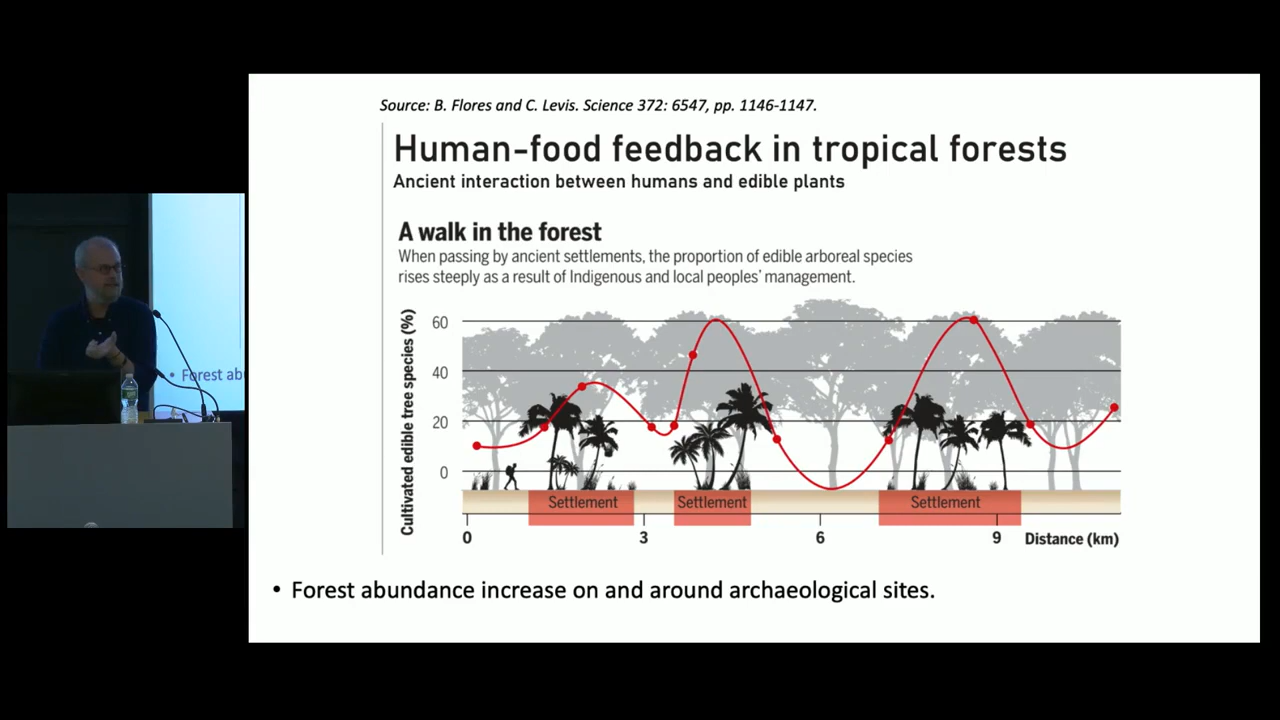 Source: B. Flores and C. Levis. Science 372: 6547, pp. 1146-1147.
Human-food feedback in tropical forests
Ancient interaction between humans and edible plants
A walk in the forest
When passing by ancient settlements, the proportion of edible arboreal species
rises steeply as a result of Indigenous and local peoples’ management.
Cultivated edible tree species (%)
60
40
20
0
Settlement Settlement Settlement
0 3 6 9 Distance (km)
• Forest abundance increase on and around archaeological sites.
• Forest ab